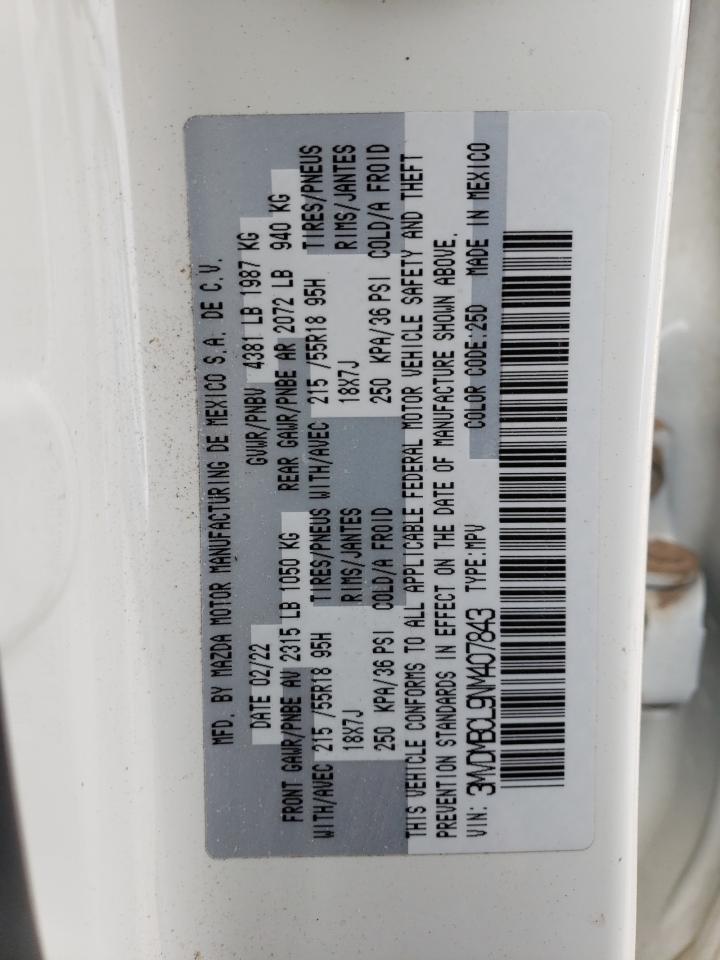 MFD. BY MAZDA MOTOR MANUFACTURING DE MEXICO S.A. DE C.V.
DATE 02/22 GVWR/PNBV 4381 LB 1987 KG
FRONT GAWR/PNBE AV 2315 LB 1050 KG REAR GAWR/PNBE AR 2072 LB 940 KG
WITH/AVEC 215 /55R18 95H TIRES/PNEUS WITH/AVEC 215 /55R18 95H TIRES/PNEUS
18X7J RIMS/JANTES 18X7J RIMS/JANTES
250 KPA/36 PSI COLD/A FROID 250 KPA/36 PSI COLD/A FROID
THIS VEHICLE CONFORMS TO ALL APPLICABLE FEDERAL MOTOR VEHICLE SAFETY AND THEFT
PREVENTION STANDARDS IN EFFECT ON THE DATE OF MANUFACTURE SHOWN ABOVE.
VIN: 3MVDMBCL9NM407843 TYPE:MPV COLOR CODE:25D MADE IN MEXICO